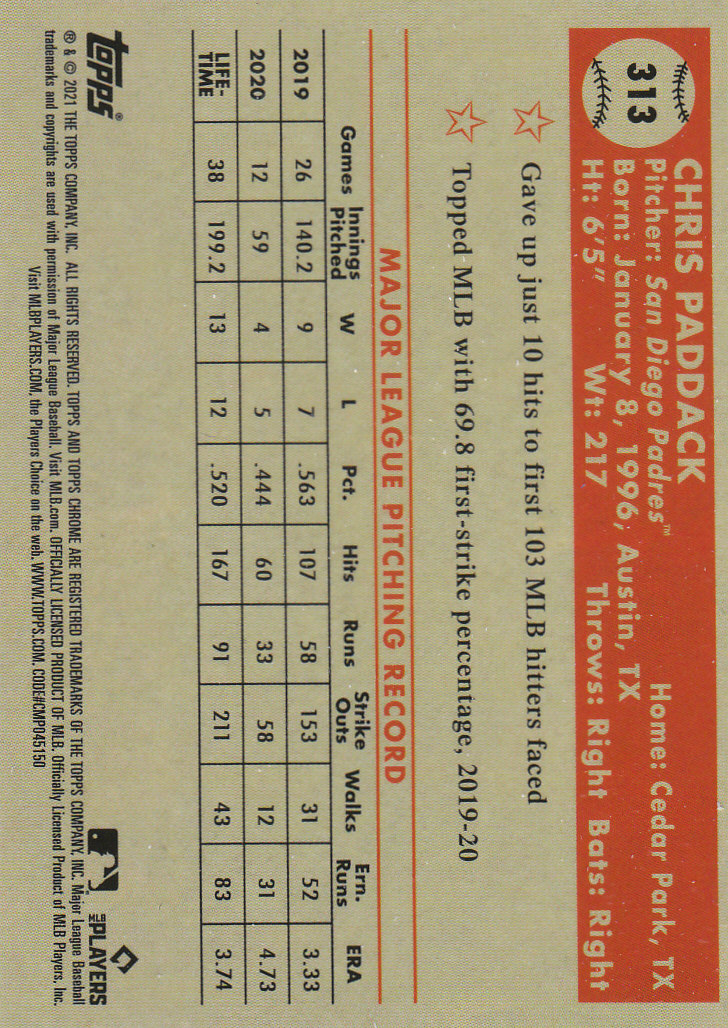 313
CHRIS PADDACK
Pitcher: San Diego Padres™ Home: Cedar Park, TX
Born: January 8, 1996, Austin, TX
Ht: 6'5" Wt: 217 Throws: Right Bats: Right
Gave up just 10 hits to first 103 MLB hitters faced
Topped MLB with 69.8 first-strike percentage, 2019-20
MAJOR LEAGUE PITCHING RECORD
Games Innings Pitched W L Pct. Hits Runs Strike Outs Walks Ern. Runs ERA
2019 26 140.2 9 7 .563 107 58 153 31 52 3.33
2020 12 59 4 5 .444 60 33 58 12 31 4.73
LIFE-TIME 38 199.2 13 12 .520 167 91 211 43 83 3.74
topps®
MLB PLAYERS
® & © 2021 THE TOPPS COMPANY, INC. ALL RIGHTS RESERVED. TOPPS AND TOPPS CHROME ARE REGISTERED TRADEMARKS OF THE TOPPS COMPANY, INC. Major League Baseball
trademarks and copyrights are used with permission of Major League Baseball. Visit MLB.com. OFFICIALLY LICENSED PRODUCT OF MLB. Officially Licensed Product of MLB Players, Inc.
Visit MLBPLAYERS.COM, the Players Choice on the web. WWW.TOPPS.COM. CODE#CMP045150